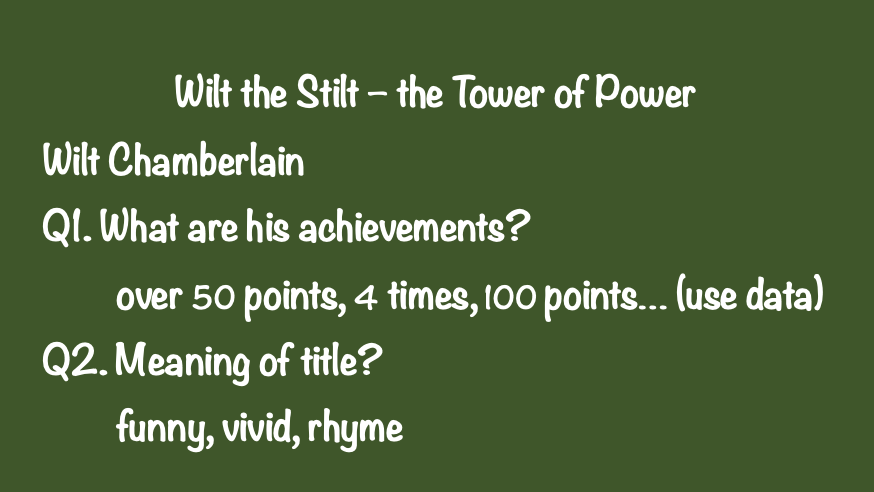 Wilt the Stilt – the Tower of Power
Wilt Chamberlain
Q1. What are his achievements?
over 50 points, 4 times, 100 points... (use data)
Q2. Meaning of title?
funny, vivid, rhyme